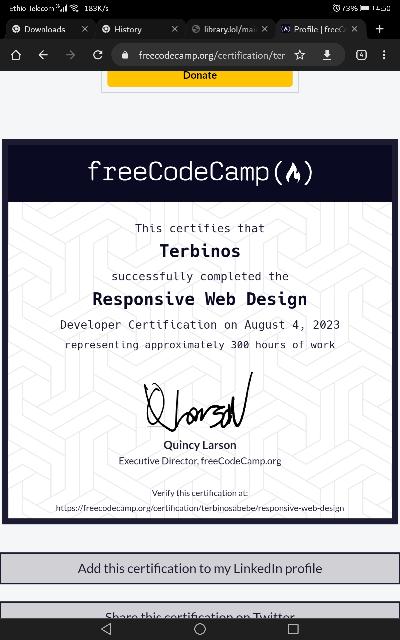 Ethio Telecom 183K/s 73% 11:50
Downloads History library.lol/mai Profile | freeC
freecodecamp.org/certification/ter 4
Donate
freeCodeCamp
This certifies that
Terbinos
successfully completed the
Responsive Web Design
Developer Certification on August 4, 2023
representing approximately 300 hours of work
QLarson
Quincy Larson
Executive Director, freeCodeCamp.org
Verify this certification at:
https://freecodecamp.org/certification/terbinosabebe/responsive-web-design
Add this certification to my LinkedIn profile
Share this certification on Twitter